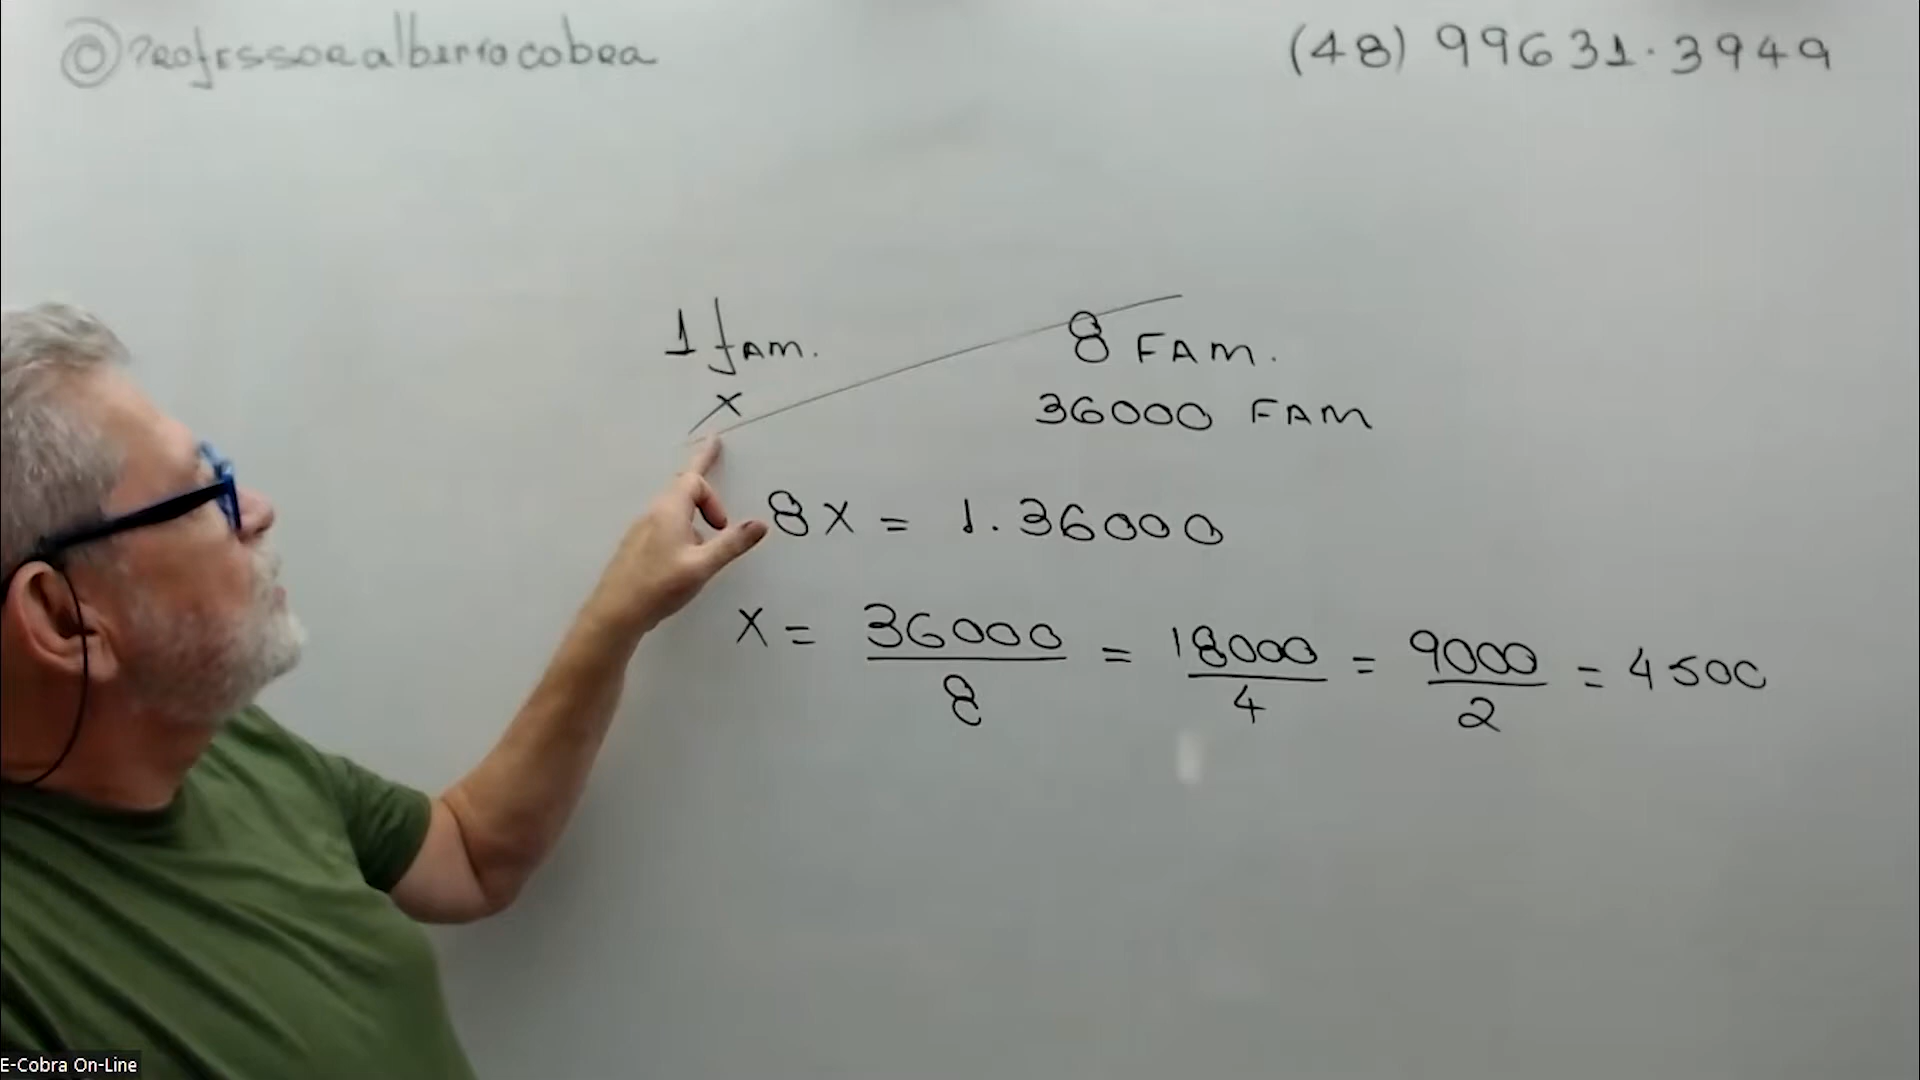 @Professoralbertocobra (48) 99631.3949
1 fam. 8 FAM.
x 36000 FAM
8x = 1.36000
x = 36000/8 = 18000/4 = 9000/2 = 4500
E-Cobra On-Line